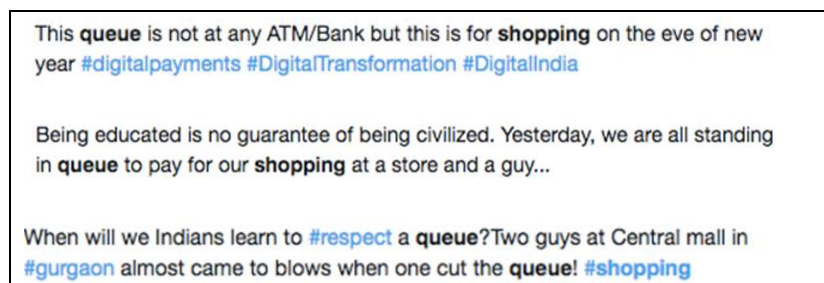 This queue is not at any ATM/Bank but this is for shopping on the eve of new
year #digitalpayments #DigitalTransformation #DigitalIndia
Being educated is no guarantee of being civilized. Yesterday, we are all standing
in queue to pay for our shopping at a store and a guy...
When will we Indians learn to #respect a queue?Two guys at Central mall in
#gurgaon almost came to blows when one cut the queue! #shopping